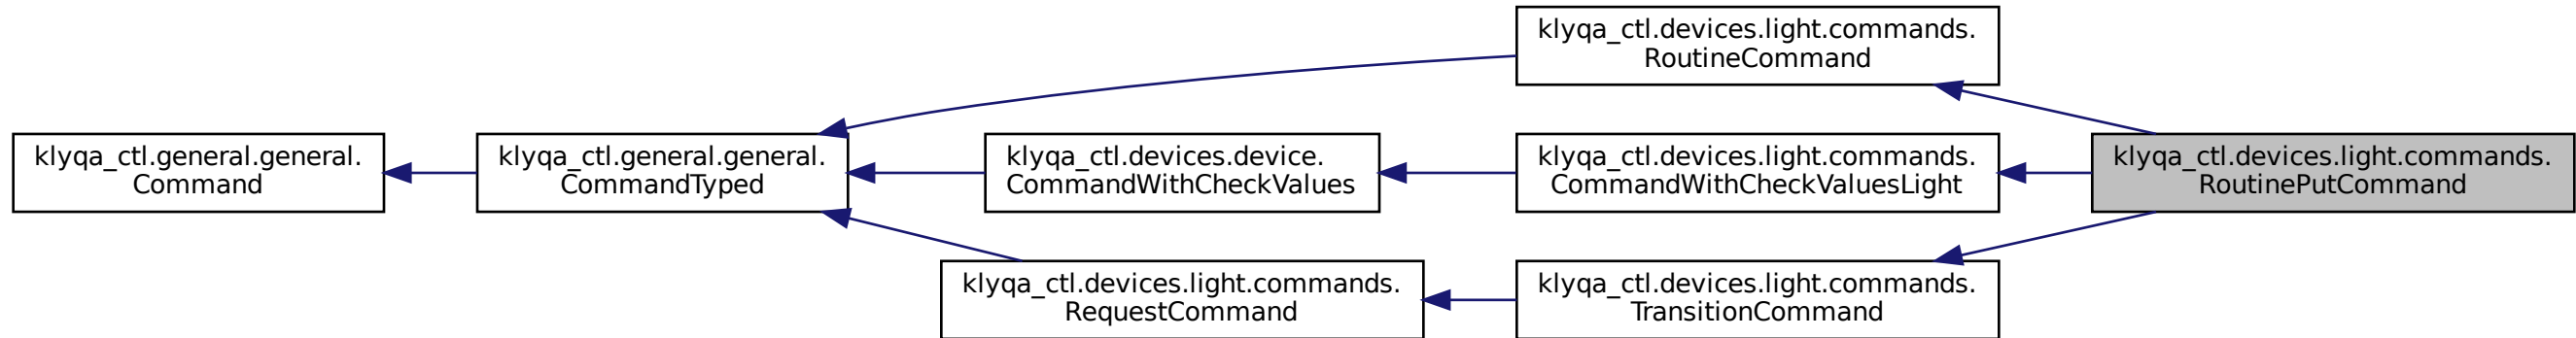 klyqa_ctl.devices.light.commands.
RoutineCommand
klyqa_ctl.general.general.
Command
klyqa_ctl.general.general.
CommandTyped
klyqa_ctl.devices.device.
CommandWithCheckValues
klyqa_ctl.devices.light.commands.
CommandWithCheckValuesLight
klyqa_ctl.devices.light.commands.
RoutinePutCommand
klyqa_ctl.devices.light.commands.
RequestCommand
klyqa_ctl.devices.light.commands.
TransitionCommand